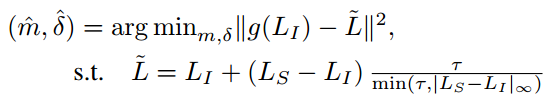 (m̂, δ̂) = arg min_{m,δ} ||g(L_I) − L̃||²,
s.t. L̃ = L_I + (L_S − L_I) τ / min(τ,|L_S−L_I|_∞)